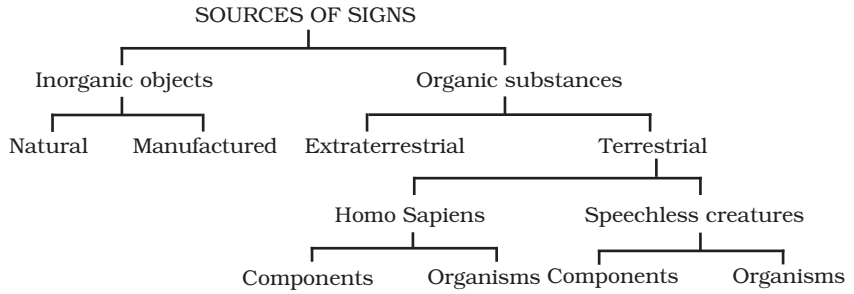 SOURCES OF SIGNS
Inorganic objects Organic substances
Natural Manufactured Extraterrestrial Terrestrial
Homo Sapiens Speechless creatures
Components Organisms Components Organisms